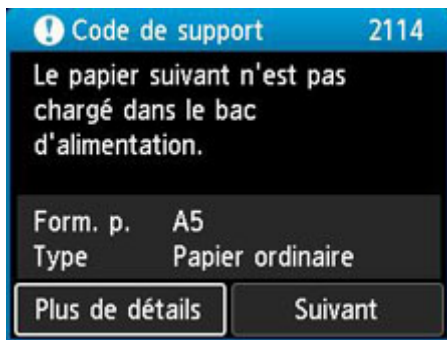 Code de support 2114
Le papier suivant n'est pas
chargé dans le bac
d'alimentation.
Form. p. A5
Type Papier ordinaire
Plus de détails Suivant